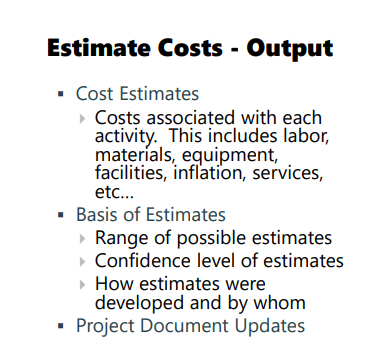 Estimate Costs - Output
Cost Estimates
Costs associated with each
activity.  This includes labor,
materials, equipment,
facilities, inflation, services,
etc...
Basis of Estimates
Range of possible estimates
Confidence level of estimates
How estimates were
developed and by whom
Project Document Updates